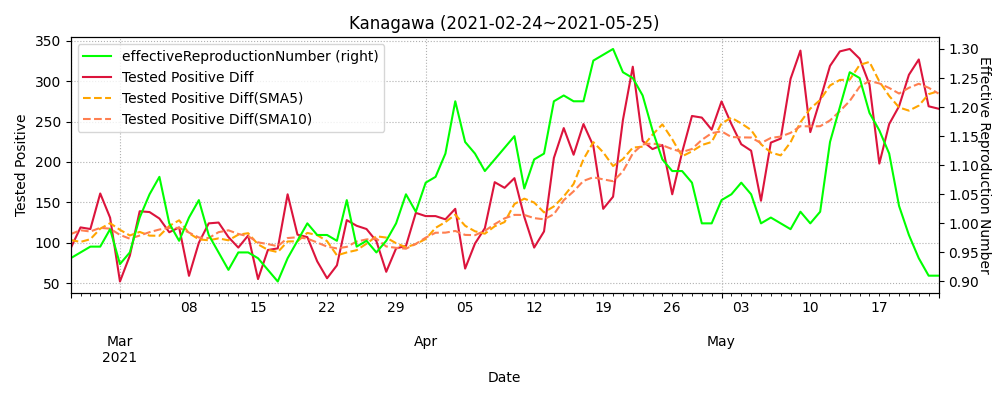 Kanagawa (2021-02-24~2021-05-25)
effectiveReproductionNumber (right)
Tested Positive Diff
Tested Positive Diff(SMA5)
Tested Positive Diff(SMA10)
Tested Positive
350
300
250
200
150
100
50
Effective Reproduction Number
1.30
1.25
1.20
1.15
1.10
1.05
1.00
0.95
0.90
08 15 22 29 05 12 19 26 03 10 17
Mar Apr May
2021
Date